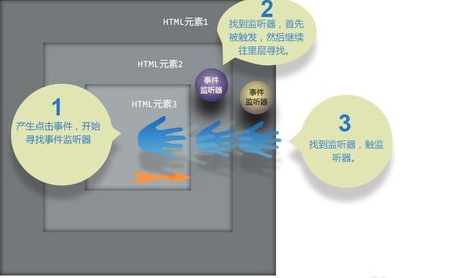 HTML元素1
HTML元素2
HTML元素3
1
产生点击事件，开始
寻找事件监听器
2
找到监听器，首先
被触发，然后继续
往里层寻找。
事件
监听器
事件
监听器
3
找到监听器，触监
听器。